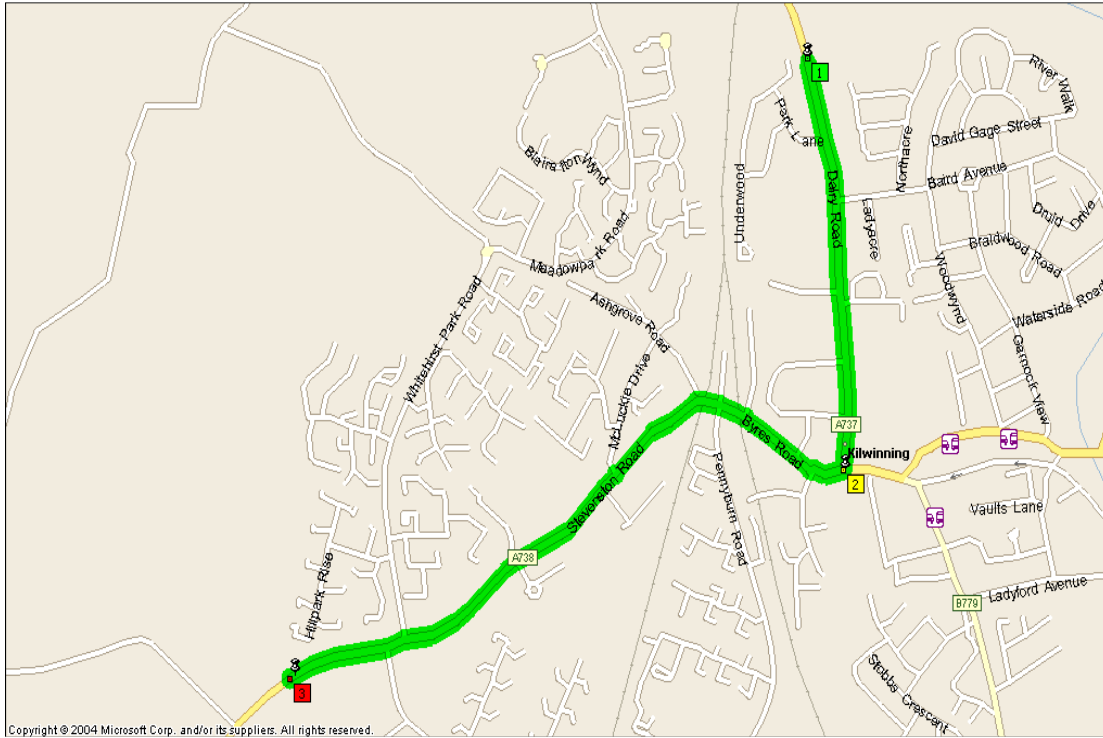 1
River Walk
David Gage Street
Park Lane
Northacre
Blairston Wynd
Baird Avenue
Underwood
Dalry Road
Ladyacre
Druid Drive
Meadowpark Road
Braidwood Road
Woodwynd
Whitehirst Park Road
Ashgrove Road
Waterside Road
Garnock View
McLuckie Drive
A737
Byres Road
Kilwinning
2
Stevenston Road
Pennyburn Road
Vaults Lane
A738
Hillpark Rise
Ladyford Avenue
B779
Stobbs Crescent
3
Copyright © 2004 Microsoft Corp. and/or its suppliers. All rights reserved.